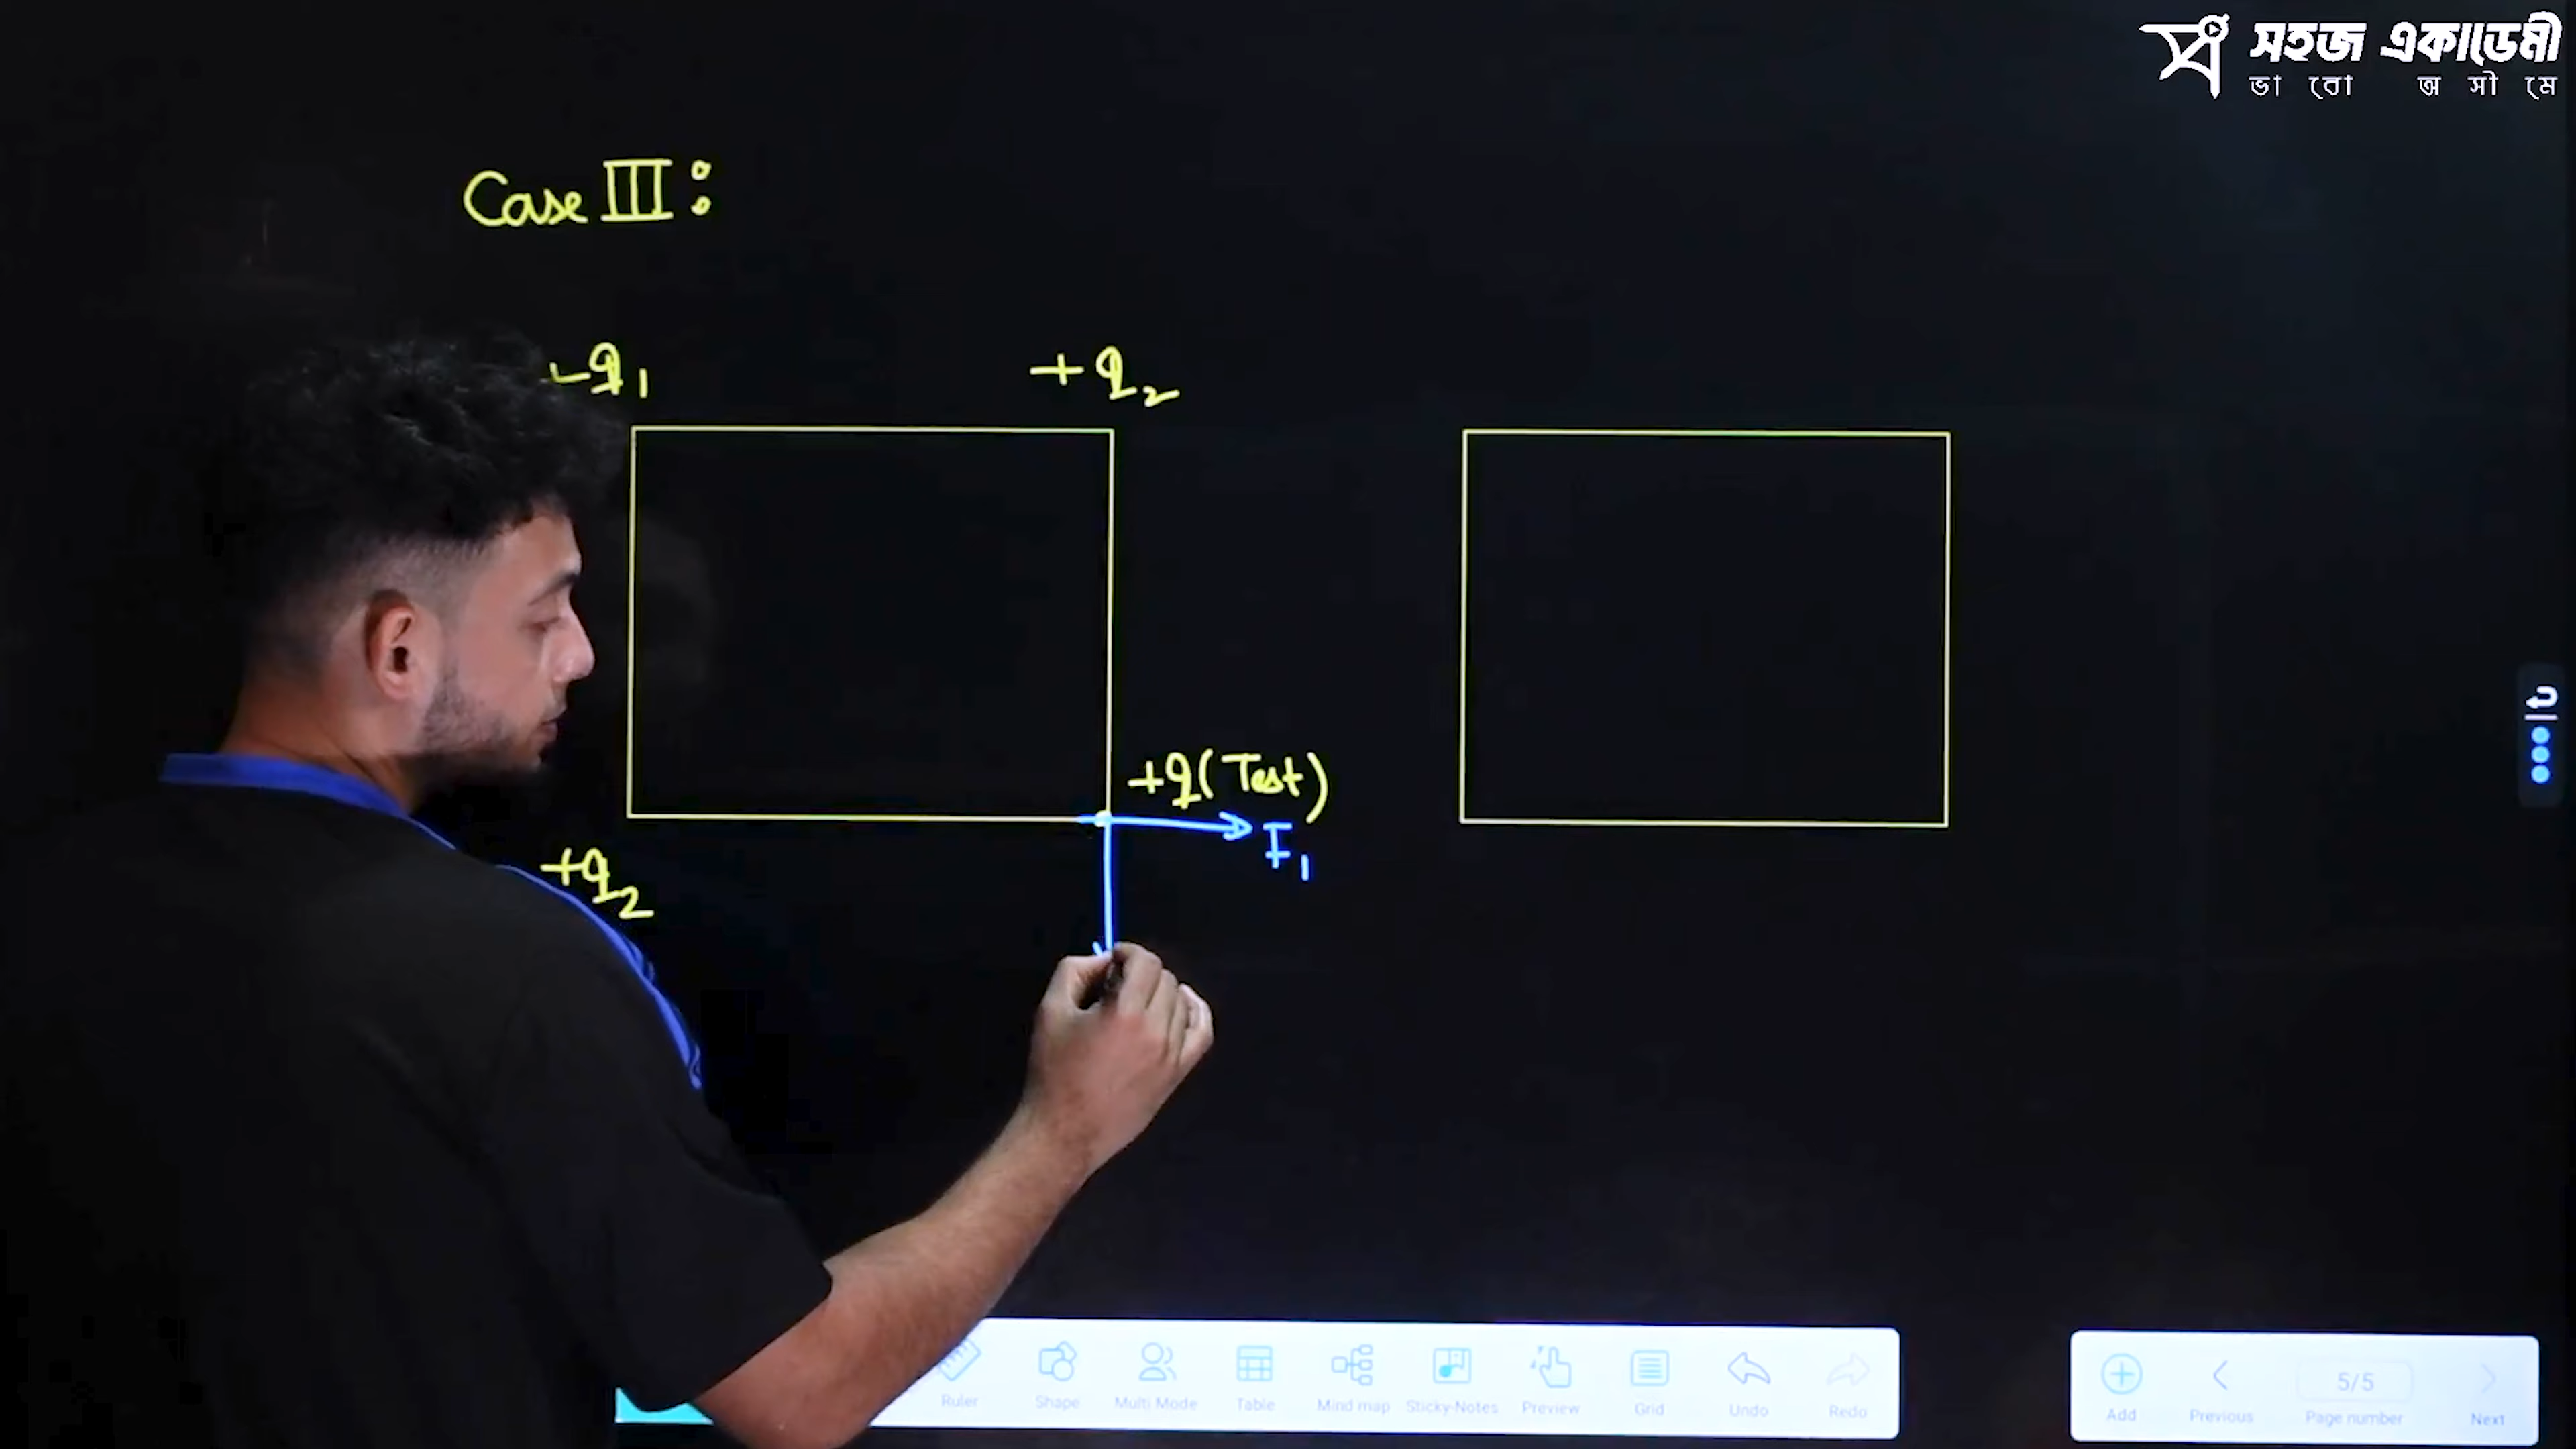 সহজ একাডেমী
ভাবো অসীমে
Case III:
-q1
+q2
+q(Test)
F1
+q2
Ruler
Shape
Multi Mode
Table
Mind map
Sticky-Notes
Preview
Grid
Undo
Redo
Add
Previous
5/5
Page number
Next